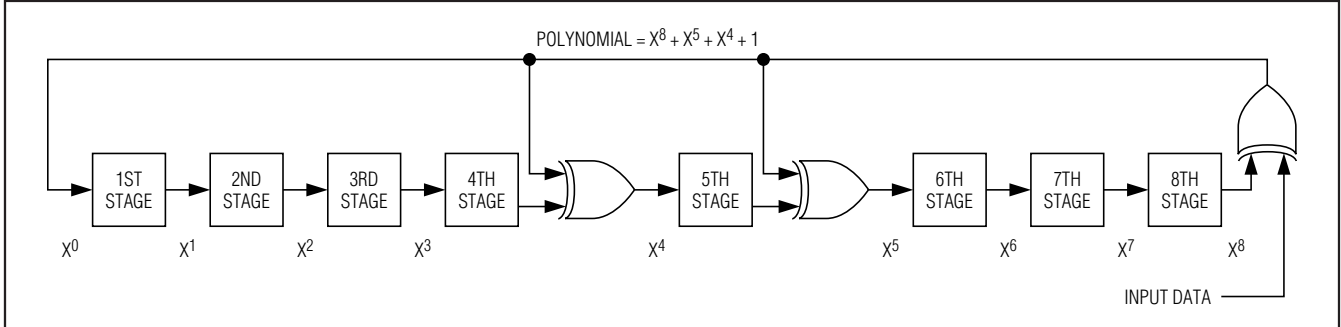 POLYNOMIAL = X⁸ + X⁵ + X⁴ + 1
1ST
STAGE
2ND
STAGE
3RD
STAGE
4TH
STAGE
5TH
STAGE
6TH
STAGE
7TH
STAGE
8TH
STAGE
X⁰ X¹ X² X³ X⁴ X⁵ X⁶ X⁷ X⁸
INPUT DATA